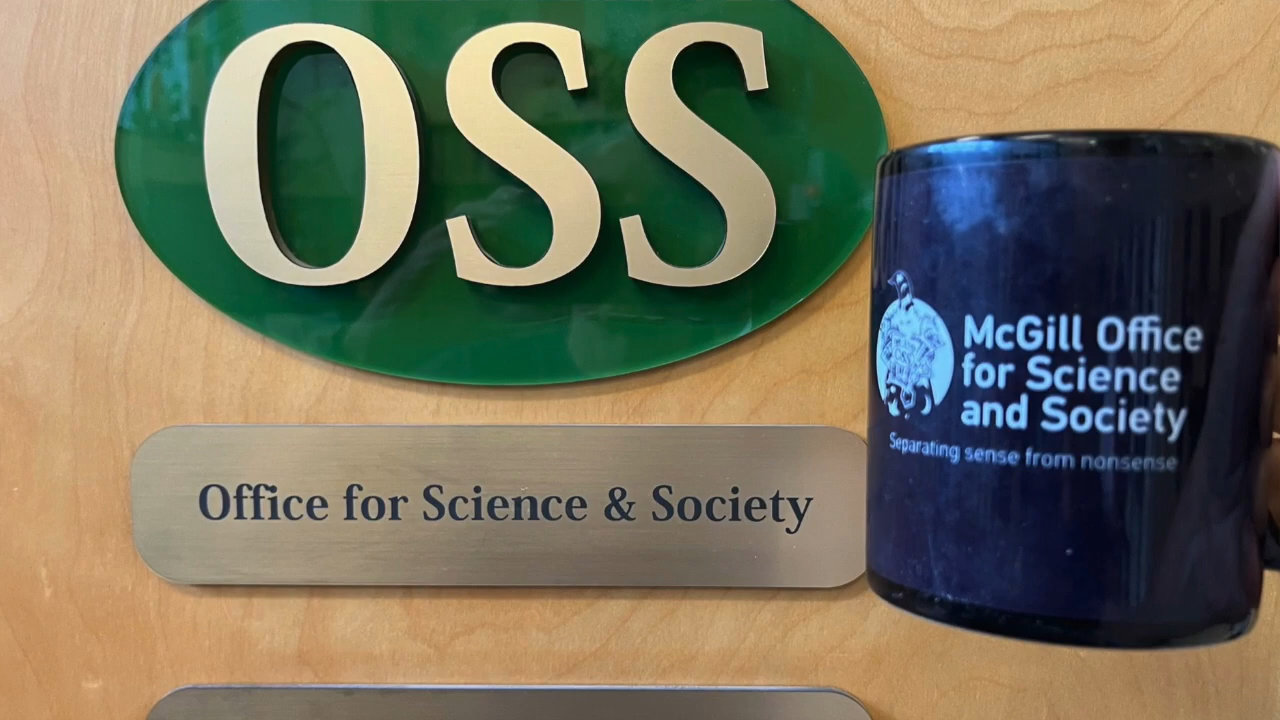 OSS
Office for Science & Society
McGill Office
for Science
and Society
Separating sense from nonsense